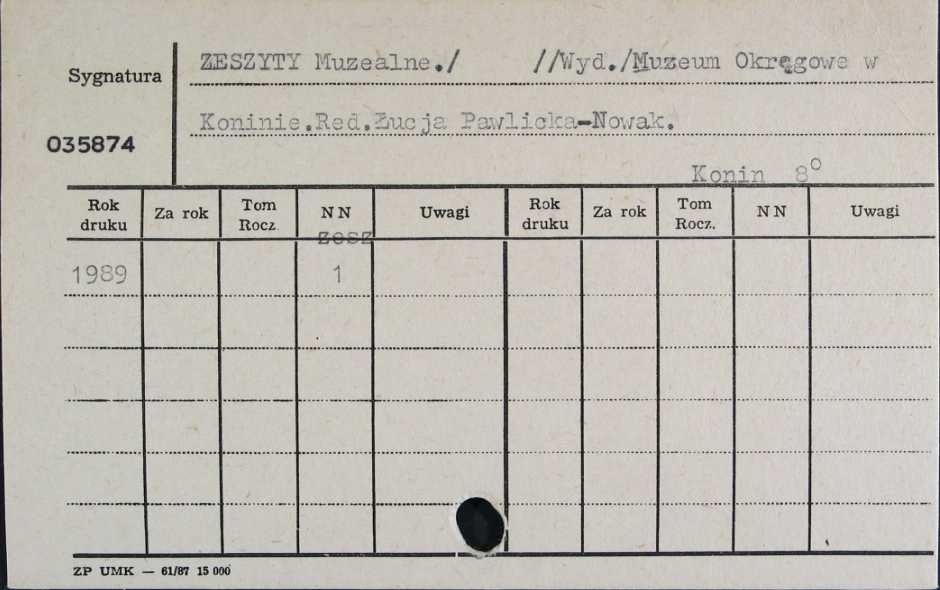 Sygnatura
ZESZYTY Muzealne./ //Wyd./Muzeum Okręgowe w
035874
Koninie.Red.Łucja Pawlicka-Nowak.
Konin 8°
Rok druku Za rok Tom Rocz. NN Uwagi Rok druku Za rok Tom Rocz. NN Uwagi
zesz
1989 1
ZP UMK — 61/87 15 000